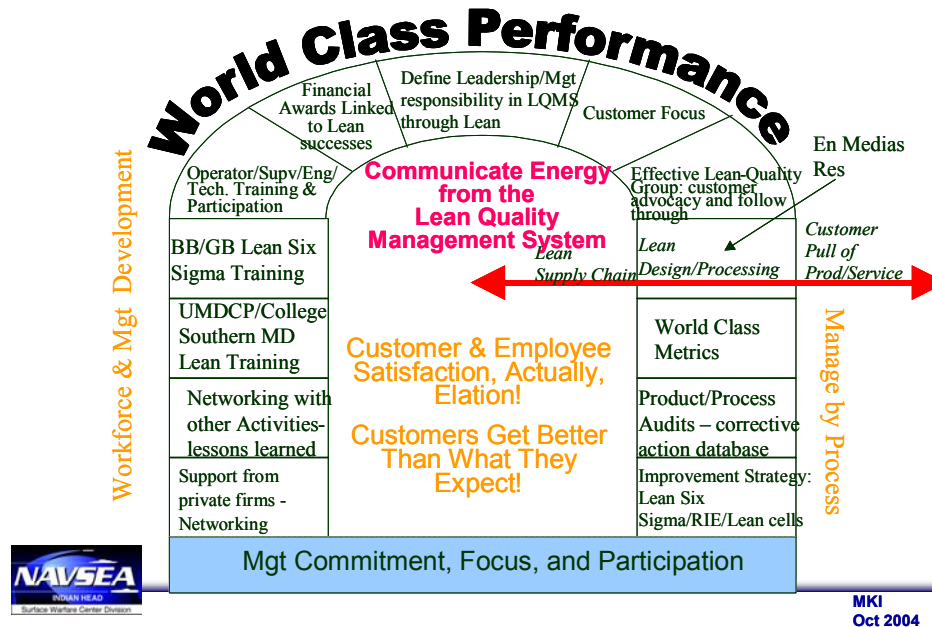 World Class Performance
Financial
Awards Linked
to Lean
successes
Define Leadership/Mgt
responsibility in LQMS
through Lean
Customer Focus
Operator/Supv/Eng/
Tech. Training &
Participation
Communicate Energy
from the
Lean Quality
Management System
Effective Lean-Quality
Group: customer
advocacy and follow
through
En Medias
Res
Workforce & Mgt Development
BB/GB Lean Six
Sigma Training
Lean
Supply Chain
Lean
Design/Processing
Customer
Pull of
Prod/Service
UMDCP/College
Southern MD
Lean Training
World Class
Metrics
Manage by Process
Customer & Employee
Satisfaction, Actually,
Elation!
Customers Get Better
Than What They
Expect!
Networking with
other Activities-
lessons learned
Product/Process
Audits – corrective
action database
Support from
private firms -
Networking
Improvement Strategy:
Lean Six
Sigma/RIE/Lean cells
Mgt Commitment, Focus, and Participation
NAVSEA
INDIAN HEAD
Surface Warfare Center Division
MKI
Oct 2004